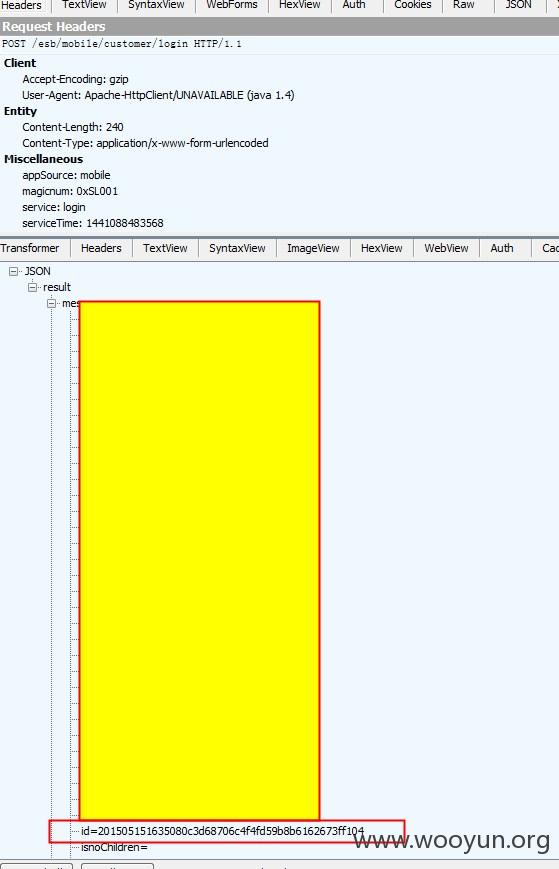 Headers TextView SyntaxView WebForms HexView Auth Cookies Raw JSON
Request Headers
POST /esb/mobile/customer/login HTTP/1.1
Client
Accept-Encoding: gzip
User-Agent: Apache-HttpClient/UNAVAILABLE (java 1.4)
Entity
Content-Length: 240
Content-Type: application/x-www-form-urlencoded
Miscellaneous
appSource: mobile
magicnum: 0xSL001
service: login
serviceTime: 1441088483568
Transformer Headers TextView SyntaxView ImageView HexView WebView Auth Cac
JSON
result
mes
id=201505151635080c3d68706c4f4fd59b8b6162673ff104
isnoChildren=
www.wooyun.org